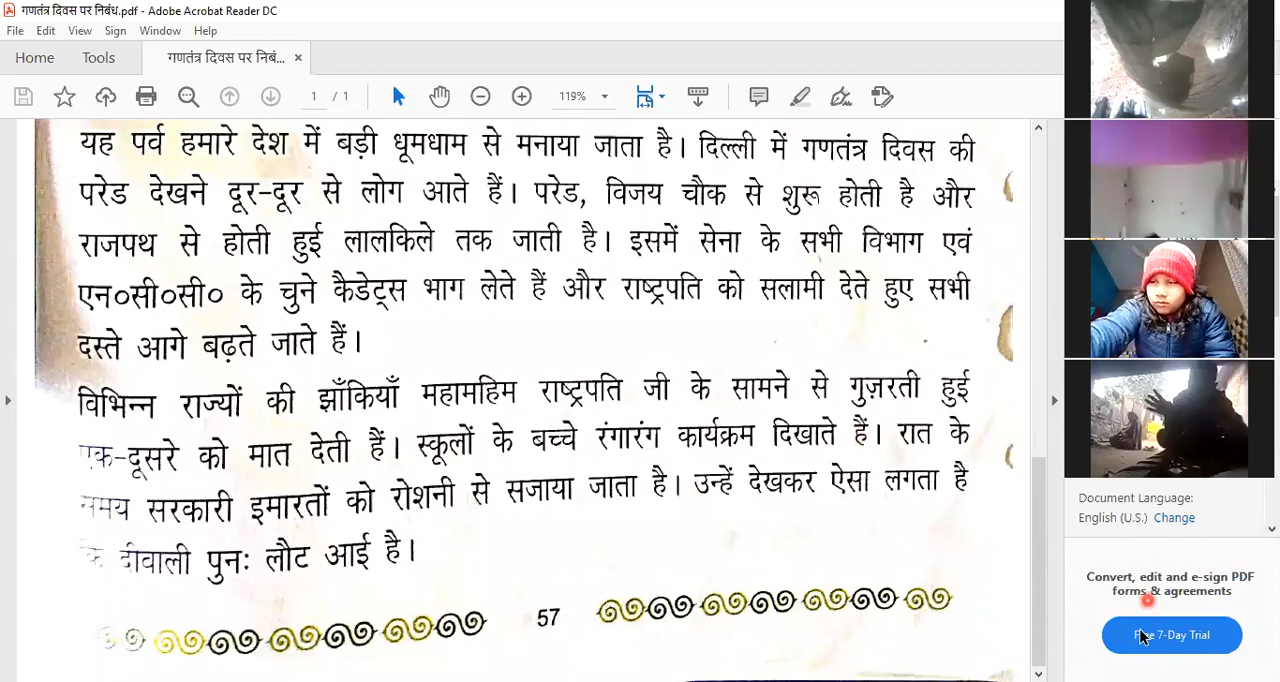 गणतंत्र दिवस पर निबंध.pdf - Adobe Acrobat Reader DC
File Edit View Sign Window Help
Home Tools गणतंत्र दिवस पर निबं... ×
1 / 1 119%
यह पर्व हमारे देश में बड़ी धूमधाम से मनाया जाता है। दिल्ली में गणतंत्र दिवस की
परेड देखने दूर-दूर से लोग आते हैं। परेड, विजय चौक से शुरू होती है और
राजपथ से होती हुई लालकिले तक जाती है। इसमें सेना के सभी विभाग एवं
एन०सी०सी० के चुने कैडेट्स भाग लेते हैं और राष्ट्रपति को सलामी देते हुए सभी
दस्ते आगे बढ़ते जाते हैं।
विभिन्न राज्यों की झाँकियाँ महामहिम राष्ट्रपति जी के सामने से गुज़रती हुई
एक-दूसरे को मात देती हैं। स्कूलों के बच्चे रंगारंग कार्यक्रम दिखाते हैं। रात के
समय सरकारी इमारतों को रोशनी से सजाया जाता है। उन्हें देखकर ऐसा लगता है
कि दीवाली पुनः लौट आई है।
57
Document Language:
English (U.S.) Change
Convert, edit and e-sign PDF
forms & agreements
Free 7-Day Trial